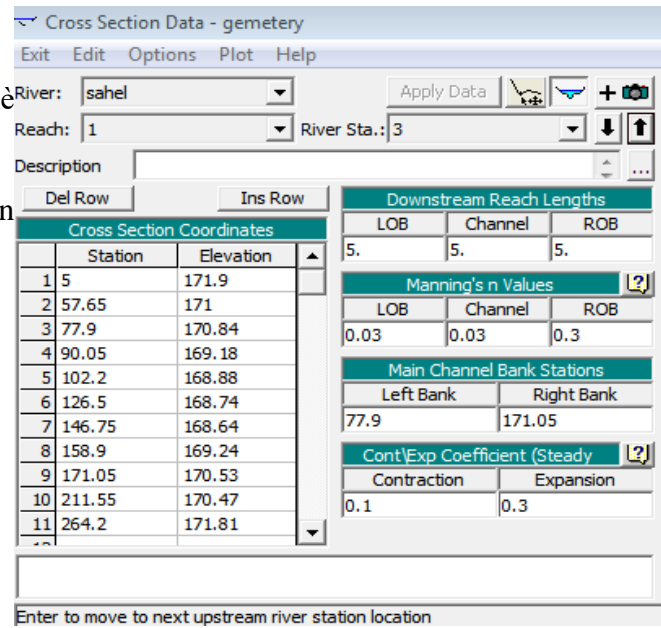 Cross Section Data - gemetery
Exit Edit Options Plot Help
è
River: sahel Apply Data
Reach: 1 River Sta.: 3
Description ...
n
Del Row Ins Row
Cross Section Coordinates
Station Elevation
1 5 171.9
2 57.65 171
3 77.9 170.84
4 90.05 169.18
5 102.2 168.88
6 126.5 168.74
7 146.75 168.64
8 158.9 169.24
9 171.05 170.53
10 211.55 170.47
11 264.2 171.81
Downstream Reach Lengths
LOB Channel ROB
5. 5. 5.
Manning's n Values ?
LOB Channel ROB
0.03 0.03 0.3
Main Channel Bank Stations
Left Bank Right Bank
77.9 171.05
Cont\Exp Coefficient (Steady ?
Contraction Expansion
0.1 0.3
Enter to move to next upstream river station location